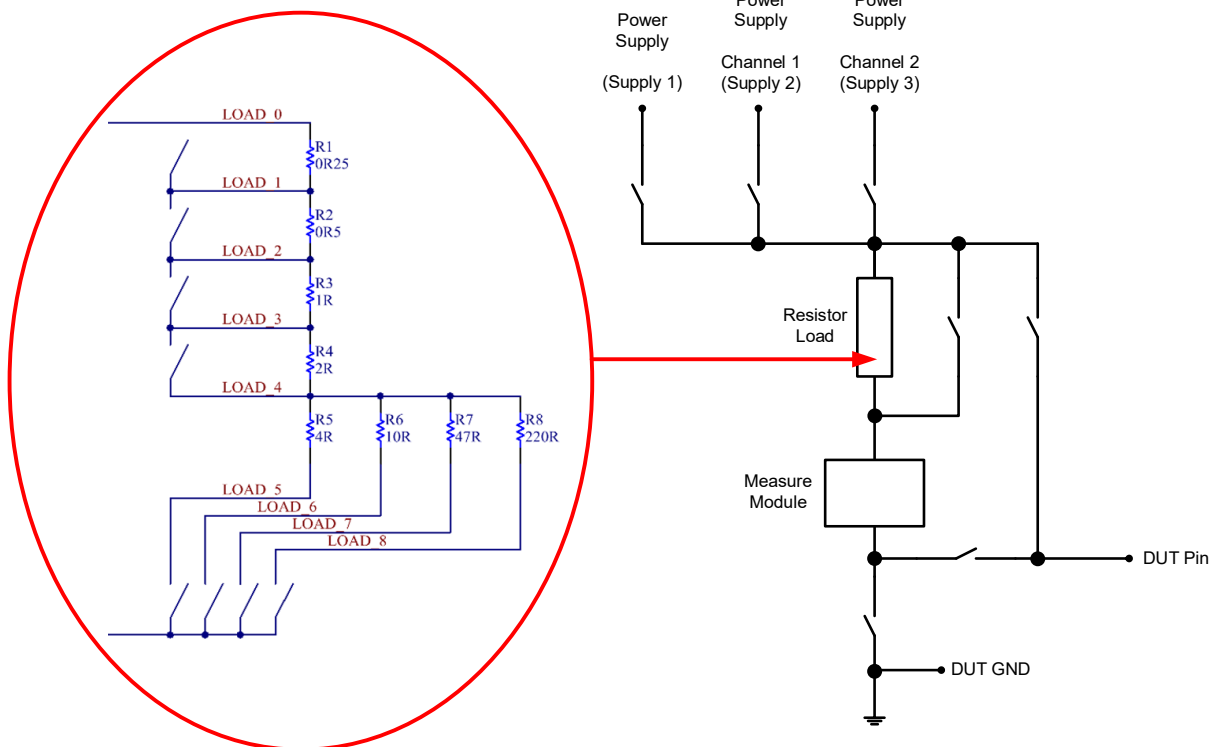 Power
Supply
(Supply 1)
Power
Supply
Channel 1
(Supply 2)
Power
Supply
Channel 2
(Supply 3)
LOAD_0
R1
0R25
LOAD_1
R2
0R5
LOAD_2
R3
1R
LOAD_3
R4
2R
LOAD_4
R5
4R
R6
10R
R7
47R
R8
220R
LOAD_5
LOAD_6
LOAD_7
LOAD_8
Resistor
Load
Measure
Module
DUT Pin
DUT GND